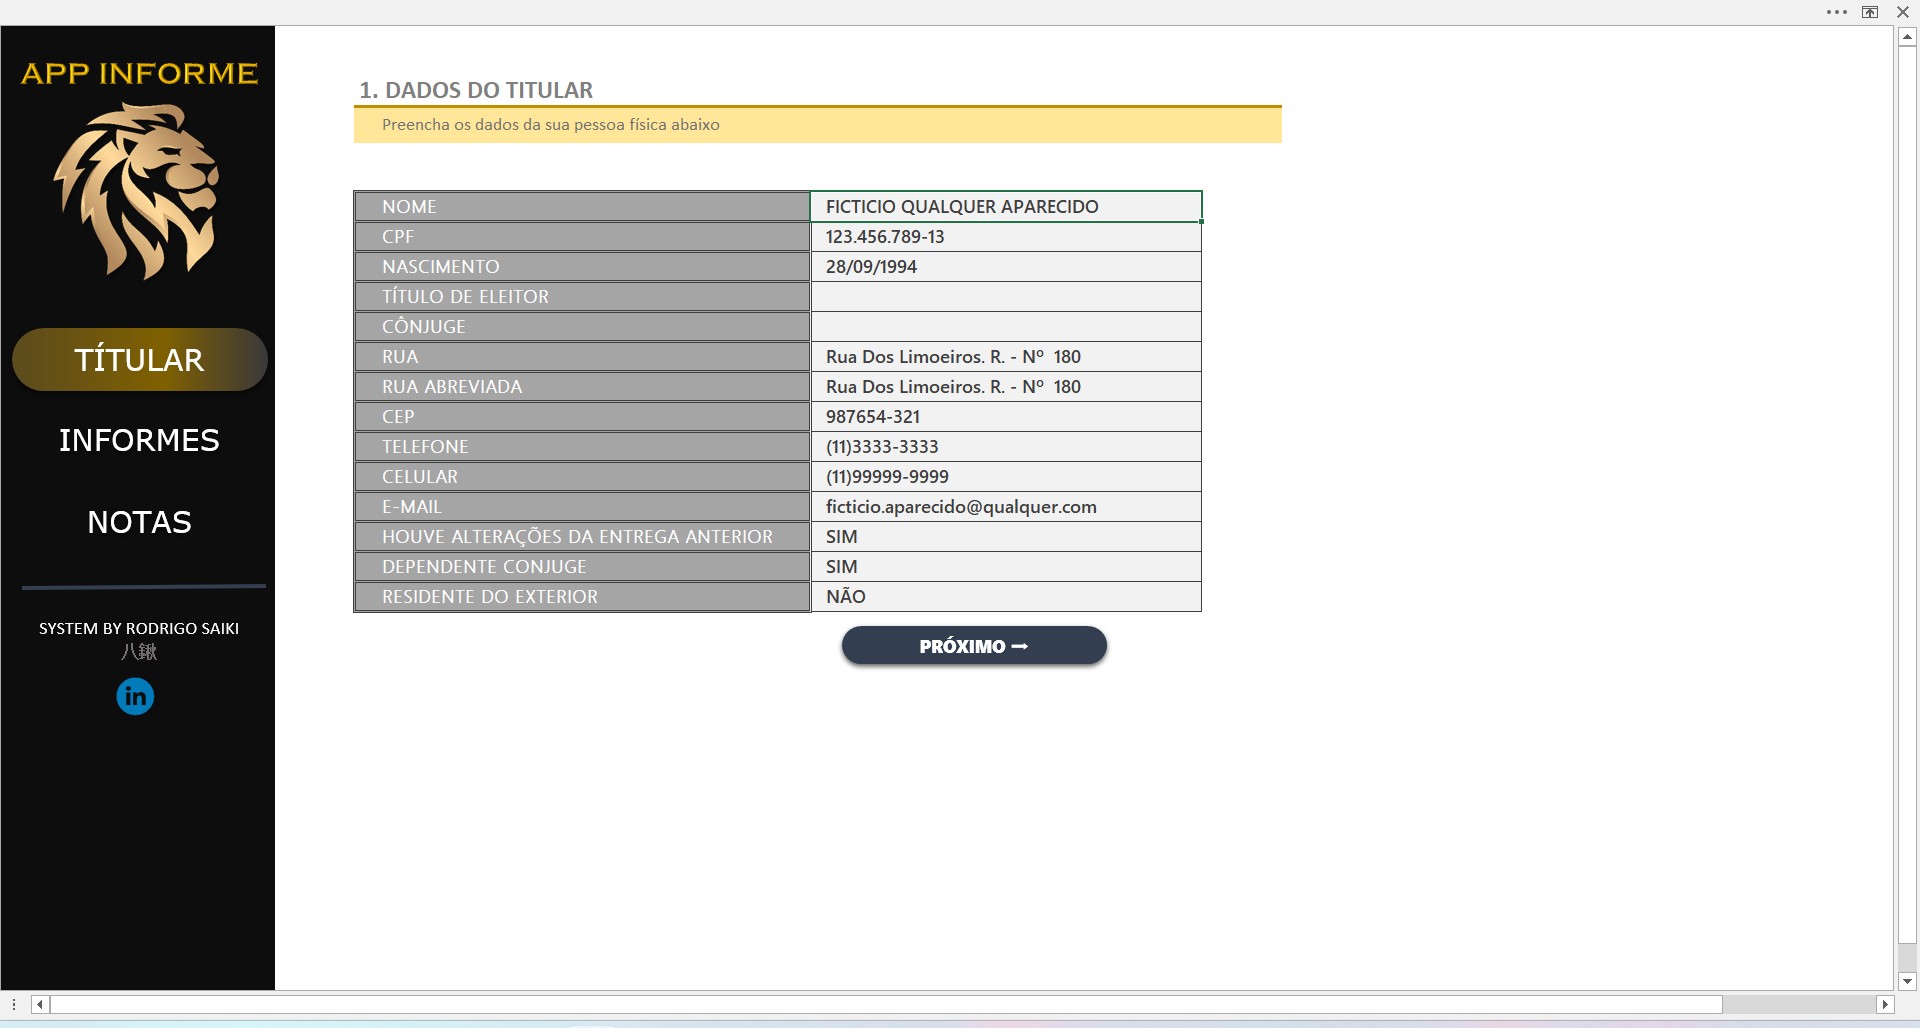 APP INFORME
TÍTULAR
INFORMES
NOTAS
SYSTEM BY RODRIGO SAIKI
八鍬
in
1. DADOS DO TITULAR
Preencha os dados da sua pessoa física abaixo
NOME FICTICIO QUALQUER APARECIDO
CPF 123.456.789-13
NASCIMENTO 28/09/1994
TÍTULO DE ELEITOR
CÔNJUGE
RUA Rua Dos Limoeiros. R. - Nº  180
RUA ABREVIADA Rua Dos Limoeiros. R. - Nº  180
CEP 987654-321
TELEFONE (11)3333-3333
CELULAR (11)99999-9999
E-MAIL ficticio.aparecido@qualquer.com
HOUVE ALTERAÇÕES DA ENTREGA ANTERIOR SIM
DEPENDENTE CONJUGE SIM
RESIDENTE DO EXTERIOR NÃO
PRÓXIMO ➞